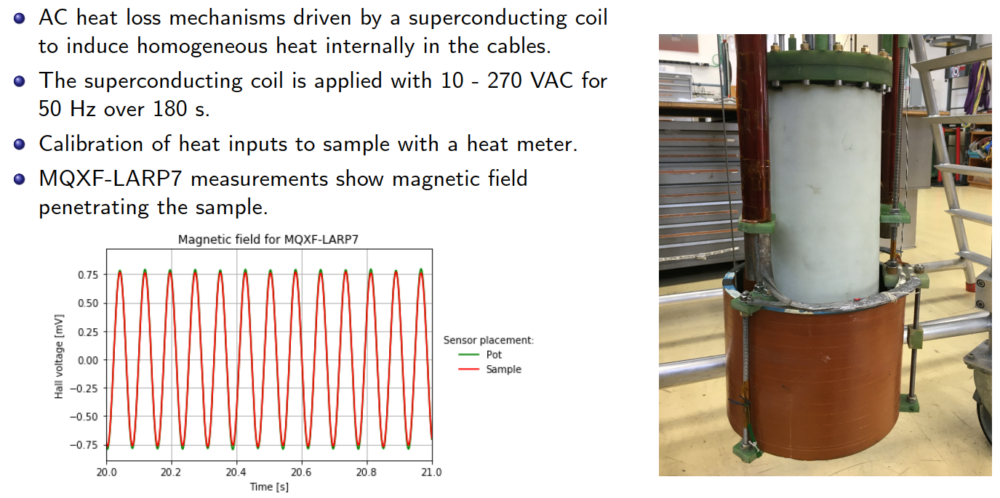 AC heat loss mechanisms driven by a superconducting coil
to induce homogeneous heat internally in the cables.
The superconducting coil is applied with 10 - 270 VAC for
50 Hz over 180 s.
Calibration of heat inputs to sample with a heat meter.
MQXF-LARP7 measurements show magnetic field
penetrating the sample.
Magnetic field for MQXF-LARP7
Hall voltage [mV]
0.75
0.50
0.25
0.00
−0.25
−0.50
−0.75
20.0 20.2 20.4 20.6 20.8 21.0
Time [s]
Sensor placement:
Pot
Sample